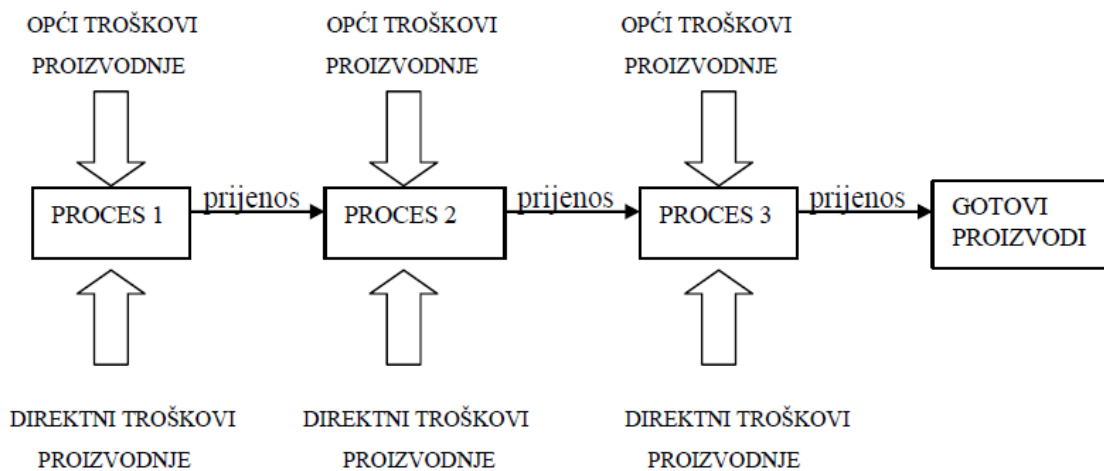 OPĆI TROŠKOVI
PROIZVODNJE
OPĆI TROŠKOVI
PROIZVODNJE
OPĆI TROŠKOVI
PROIZVODNJE
PROCES 1
prijenos
PROCES 2
prijenos
PROCES 3
prijenos
GOTOVI
PROIZVODI
DIREKTNI TROŠKOVI
PROIZVODNJE
DIREKTNI TROŠKOVI
PROIZVODNJE
DIREKTNI TROŠKOVI
PROIZVODNJE